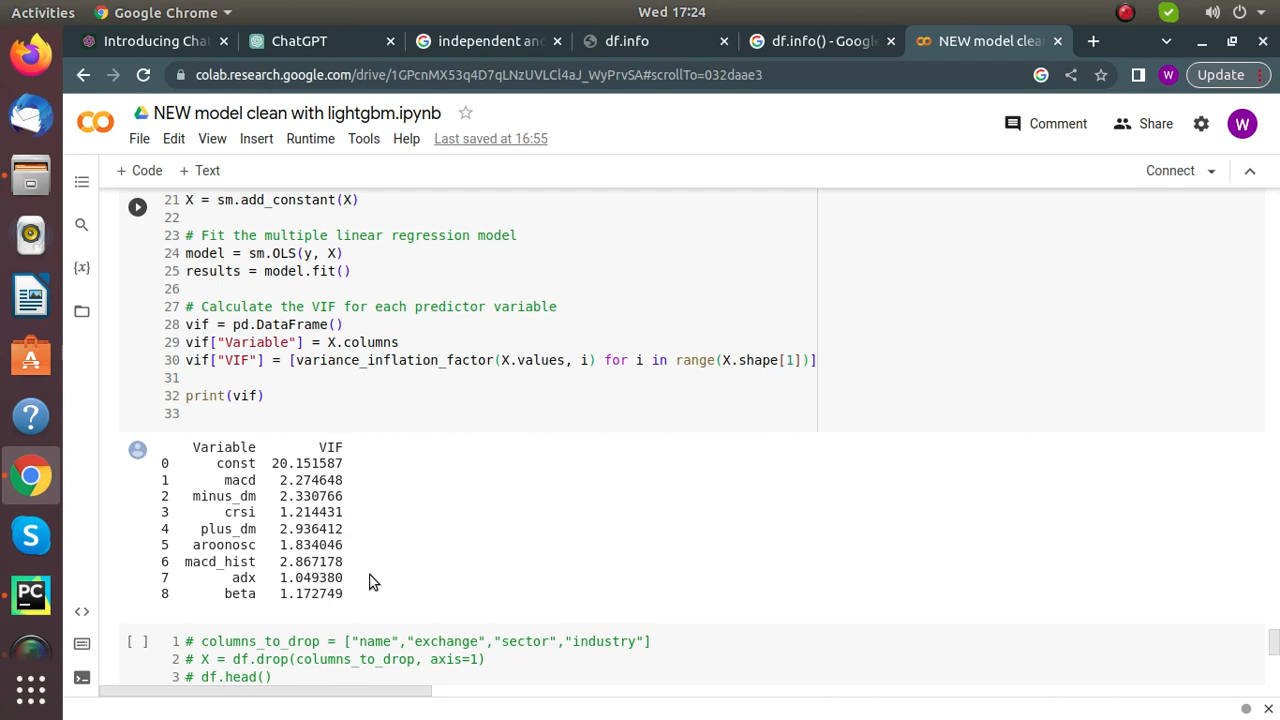 Activities
Google Chrome
Wed 17:24
Introducing Cha
ChatGPT
independent an
df.info
df.info() - Google
NEW model clea
colab.research.google.com/drive/1GPcnMX53q4D7qLNzUVLCl4aJ_WyPrvSA#scrollTo=032daae3
W
Update
NEW model clean with lightgbm.ipynb
File Edit View Insert Runtime Tools Help Last saved at 16:55
Comment
Share
W
+ Code + Text
Connect
21 X = sm.add_constant(X)
22
23 # Fit the multiple linear regression model
24 model = sm.OLS(y, X)
25 results = model.fit()
26
27 # Calculate the VIF for each predictor variable
28 vif = pd.DataFrame()
29 vif["Variable"] = X.columns
30 vif["VIF"] = [variance_inflation_factor(X.values, i) for i in range(X.shape[1])]
31
32 print(vif)
33
Variable VIF
0 const 20.151587
1 macd 2.274648
2 minus_dm 2.330766
3 crsi 1.214431
4 plus_dm 2.936412
5 aroonosc 1.834046
6 macd_hist 2.867178
7 adx 1.049380
8 beta 1.172749
[ ] 1 # columns_to_drop = ["name","exchange","sector","industry"]
2 # X = df.drop(columns_to_drop, axis=1)
3 # df.head()